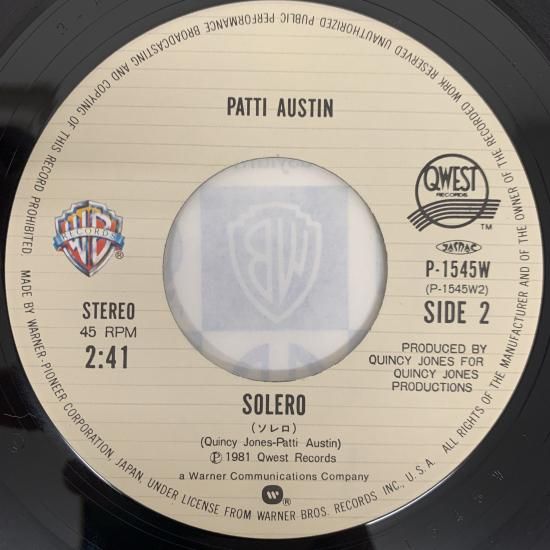 PATTI AUSTIN
QWEST
RECORDS
TM
W B
RECORDS
®
JASRAC
P-1545W
(P-1545W2)
STEREO
45 RPM
2:41
SIDE 2
PRODUCED BY
QUINCY JONES FOR
QUINCY JONES
PRODUCTIONS
SOLERO
(ソレロ)
(Quincy Jones-Patti Austin)
Ⓟ 1981 Qwest Records
a Warner Communications Company
®
MADE BY WARNER-PIONEER CORPORATION, JAPAN, UNDER LICENSE FROM WARNER BROS. RECORDS INC., U.S.A. ALL RIGHTS OF THE MANUFACTURER AND OF THE OWNER OF THE RECORDED WORK RESERVED UNAUTHORIZED PUBLIC PERFORMANCE BROADCASTING AND COPYING OF THIS RECORD PROHIBITED.